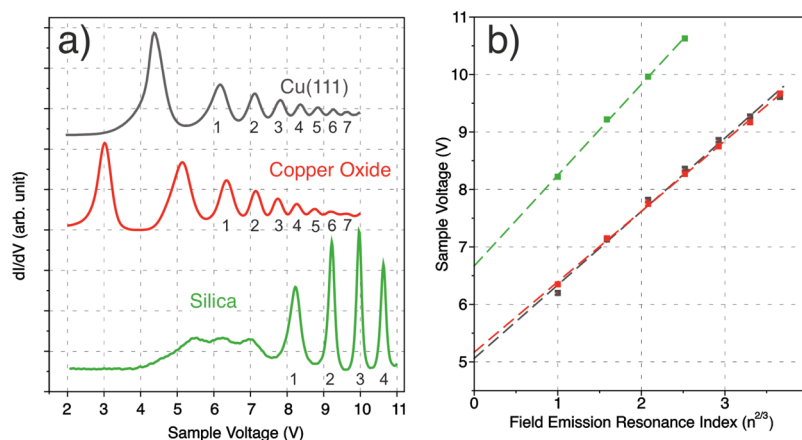 a)
Cu(111)
1 2 3 4 5 6 7
Copper Oxide
1 2 3 4 5 6 7
Silica
1 2 3 4
dI/dV (arb. unit)
2 3 4 5 6 7 8 9 10 11
Sample Voltage (V)
b)
11
10
9
8
7
6
5
Sample Voltage (V)
0 1 2 3
Field Emission Resonance Index (n^2/3)